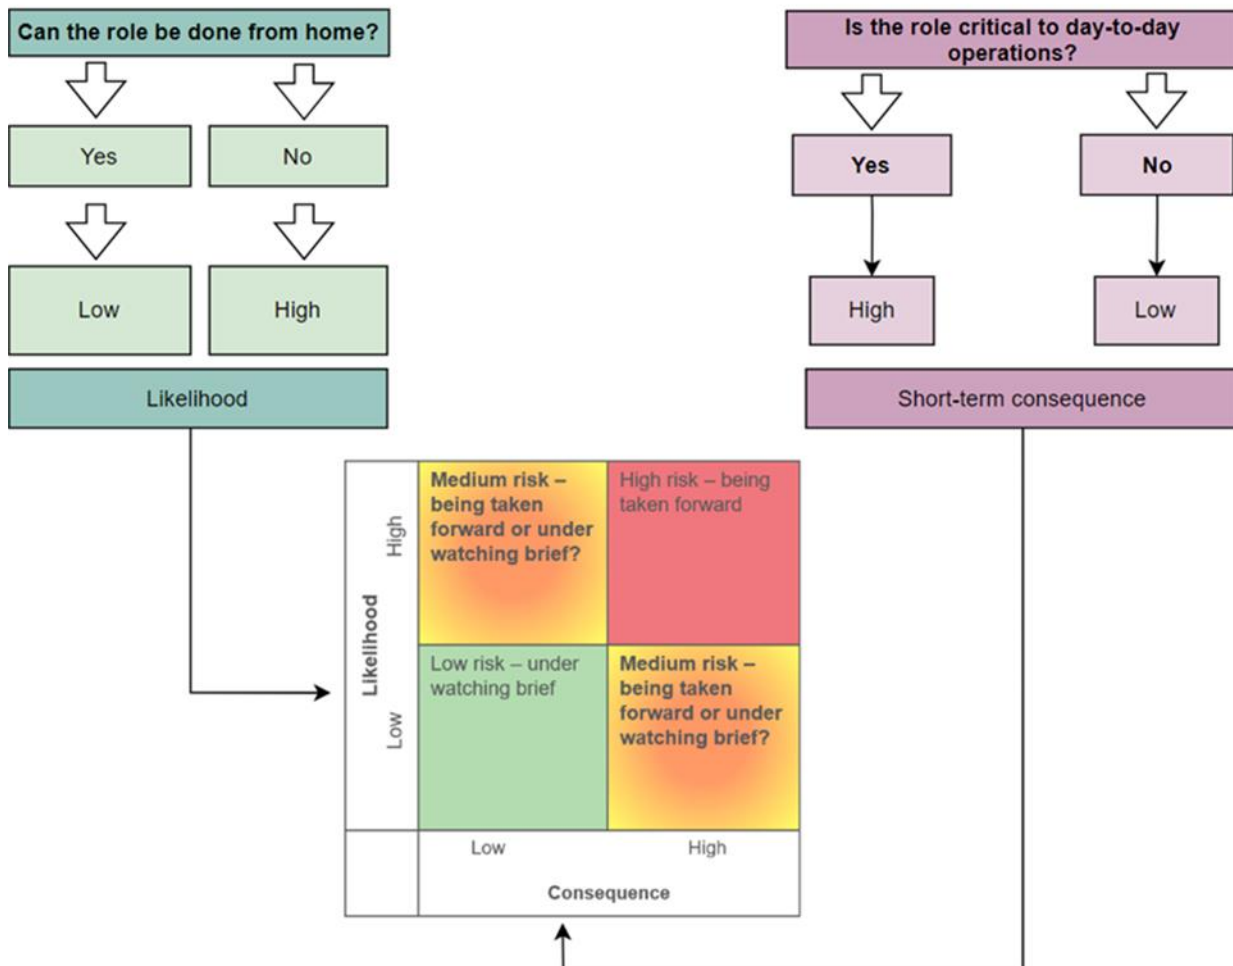 Can the role be done from home?
Yes
No
Low
High
Likelihood
Is the role critical to day-to-day
operations?
Yes
No
High
Low
Short-term consequence
Likelihood
High
Low
Medium risk –
being taken
forward or under
watching brief?
High risk – being
taken forward
Low risk – under
watching brief
Medium risk –
being taken
forward or under
watching brief?
Low
High
Consequence